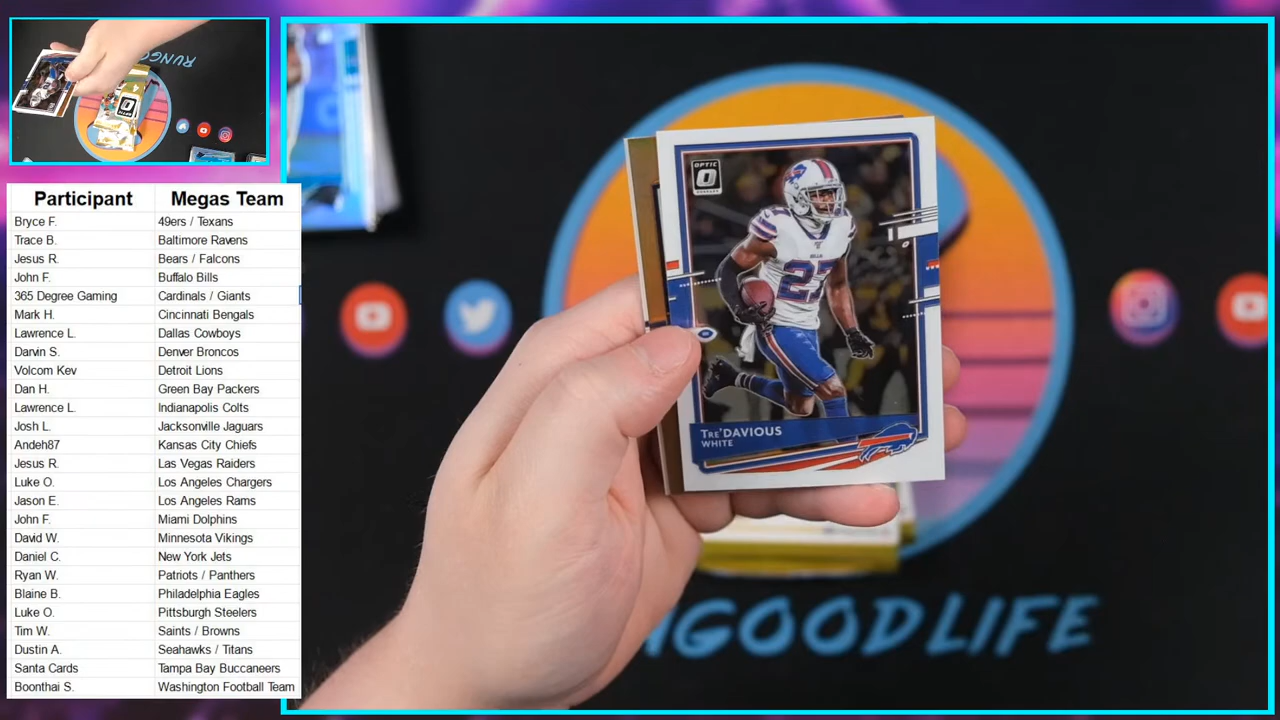 RUNGOOD
Participant Megas Team
Bryce F. 49ers / Texans
Trace B. Baltimore Ravens
Jesus R. Bears / Falcons
John F. Buffalo Bills
365 Degree Gaming Cardinals / Giants
Mark H. Cincinnati Bengals
Lawrence L. Dallas Cowboys
Darvin S. Denver Broncos
Volcom Kev Detroit Lions
Dan H. Green Bay Packers
Lawrence L. Indianapolis Colts
Josh L. Jacksonville Jaguars
Andeh87 Kansas City Chiefs
Jesus R. Las Vegas Raiders
Luke O. Los Angeles Chargers
Jason E. Los Angeles Rams
John F. Miami Dolphins
David W. Minnesota Vikings
Daniel C. New York Jets
Ryan W. Patriots / Panthers
Blaine B. Philadelphia Eagles
Luke O. Pittsburgh Steelers
Tim W. Saints / Browns
Dustin A. Seahawks / Titans
Santa Cards Tampa Bay Buccaneers
Boonthai S. Washington Football Team
OPTIC
O
BILLS
27
TRE'DAVIOUS
WHITE
NGOODLIFE